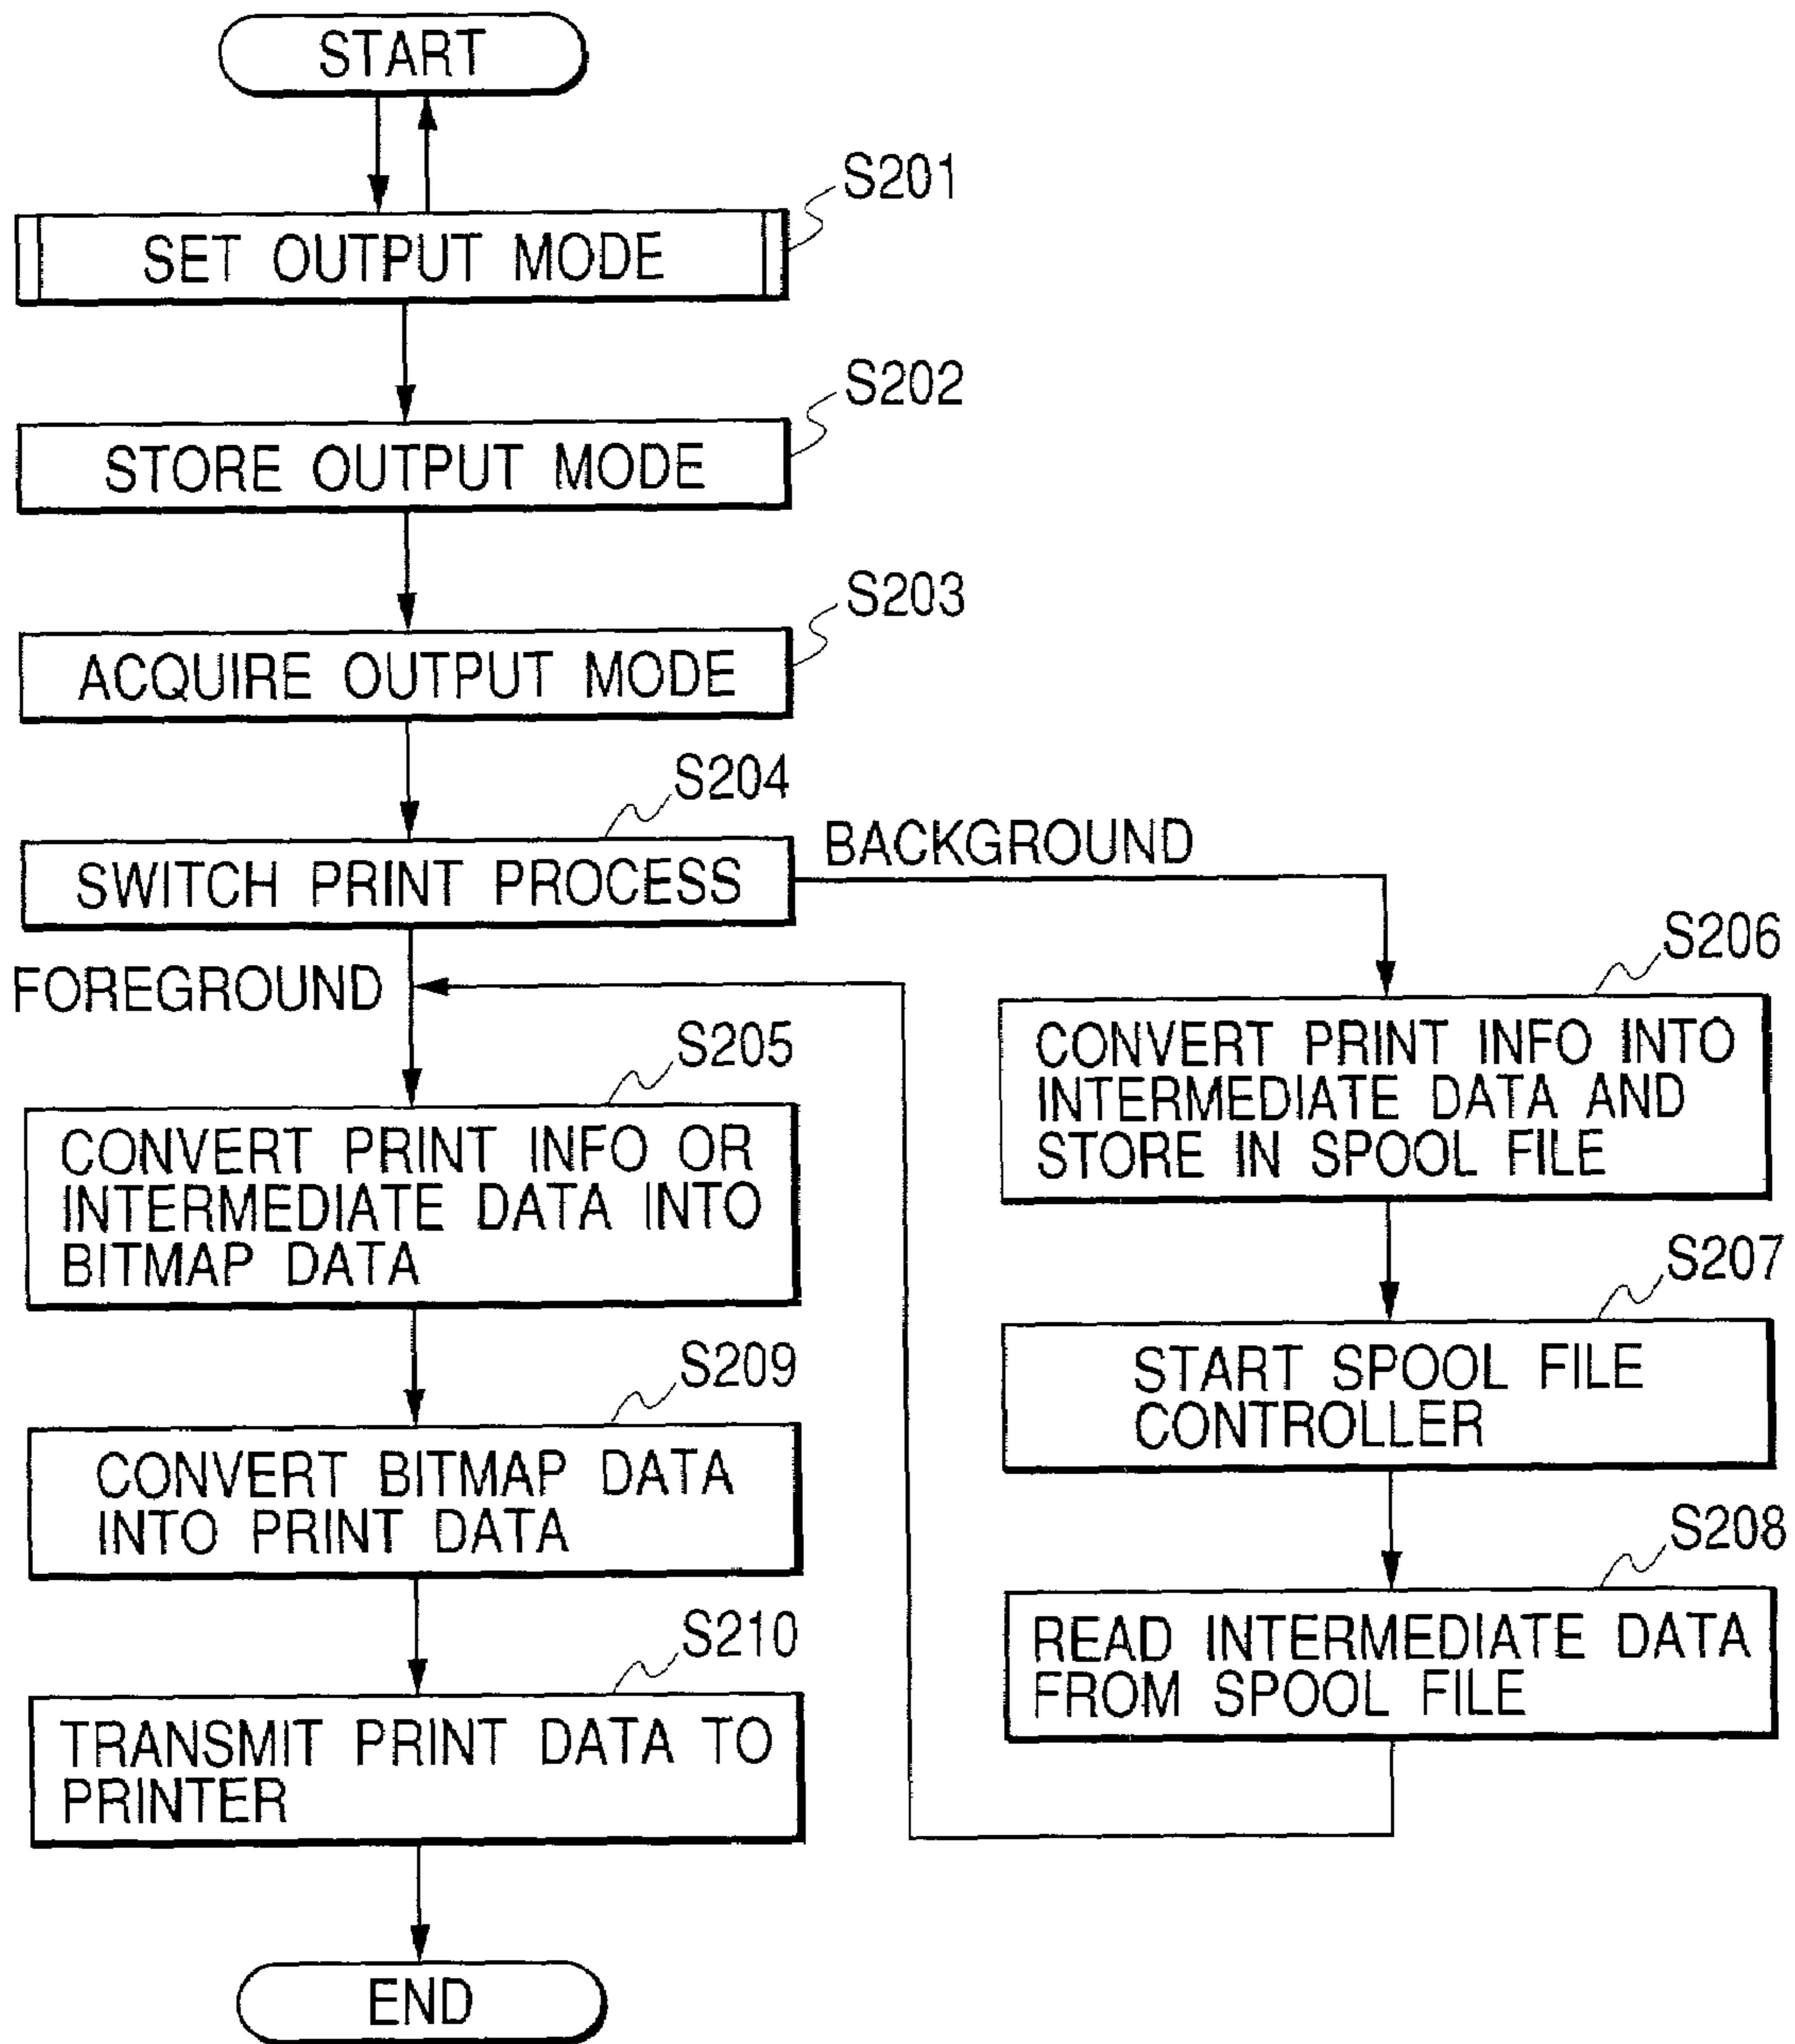 START
S201
SET OUTPUT MODE
S202
STORE OUTPUT MODE
S203
ACQUIRE OUTPUT MODE
S204
SWITCH PRINT PROCESS
BACKGROUND
FOREGROUND
S205
CONVERT PRINT INFO OR
INTERMEDIATE DATA INTO
BITMAP DATA
S209
CONVERT BITMAP DATA
INTO PRINT DATA
S210
TRANSMIT PRINT DATA TO
PRINTER
END
S206
CONVERT PRINT INFO INTO
INTERMEDIATE DATA AND
STORE IN SPOOL FILE
S207
START SPOOL FILE
CONTROLLER
S208
READ INTERMEDIATE DATA
FROM SPOOL FILE